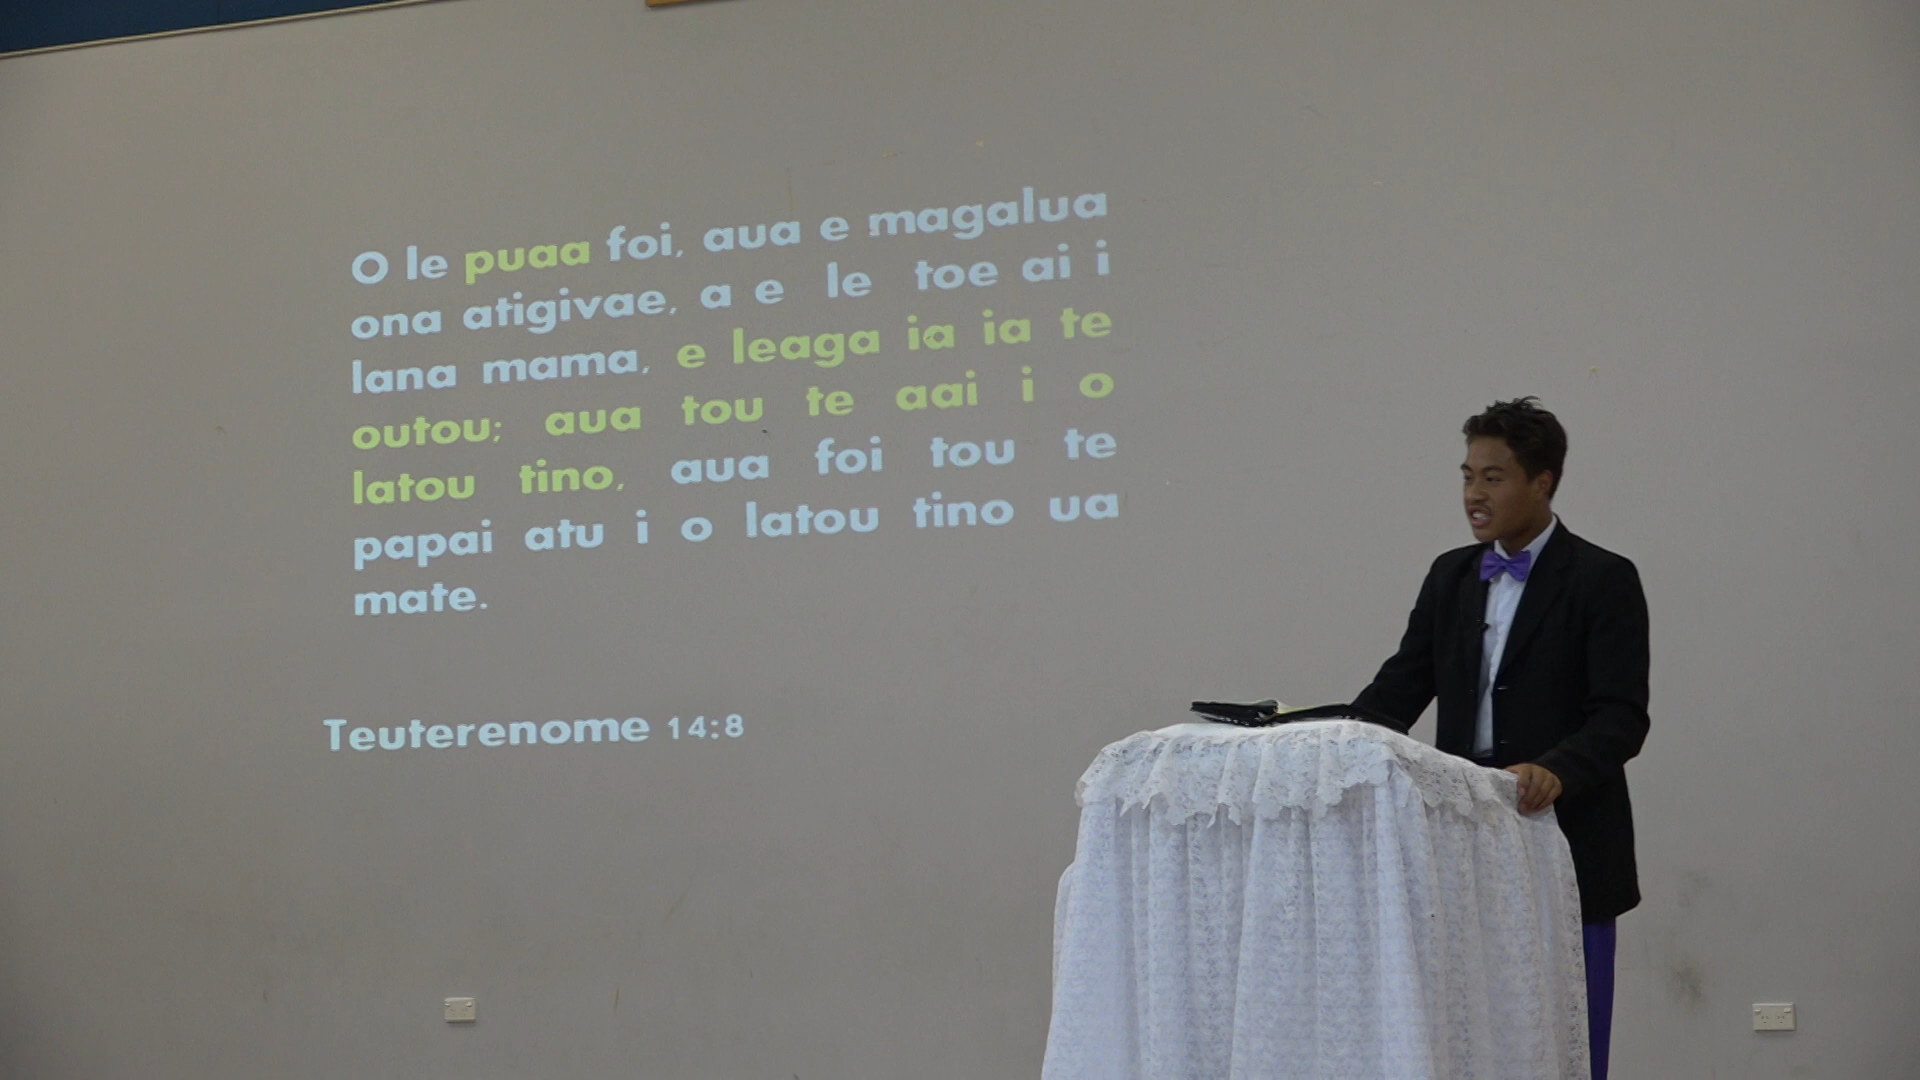 O le puaa foi, aua e magalua
ona atigivae, a e le toe ai i
lana mama, e leaga ia ia te
outou; aua tou te aai i o
latou tino, aua foi tou te
papai atu i o latou tino ua
mate.
Teuterenome 14:8